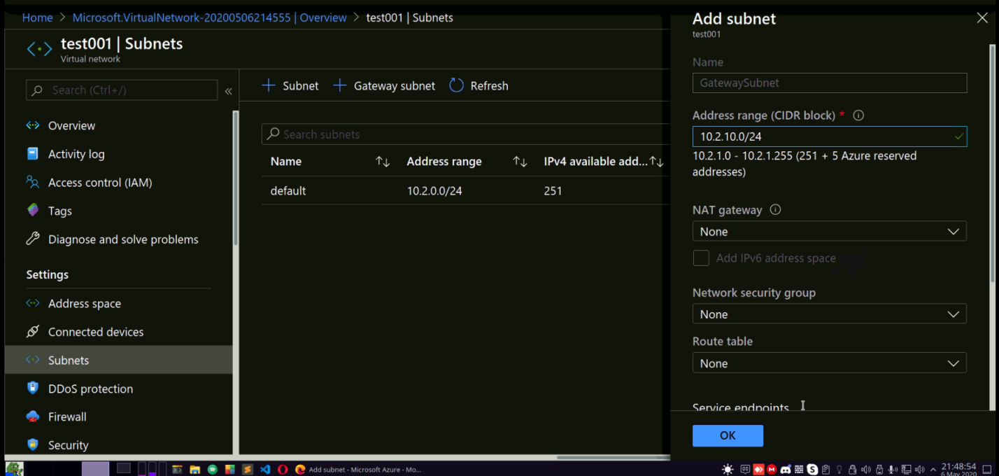 Home > Microsoft.VirtualNetwork-20200506214555 | Overview > test001 | Subnets
test001 | Subnets
Virtual network
Search (Ctrl+/)
«
Overview
Activity log
Access control (IAM)
Tags
Diagnose and solve problems
Settings
Address space
Connected devices
Subnets
DDoS protection
Firewall
Security
+ Subnet + Gateway subnet Refresh
Search subnets
Name ↑↓ Address range ↑↓ IPv4 available add... ↑↓
default 10.2.0.0/24 251
Add subnet
test001
Name
GatewaySubnet
Address range (CIDR block) *
10.2.10.0/24
10.2.1.0 - 10.2.1.255 (251 + 5 Azure reserved
addresses)
NAT gateway
None
Add IPv6 address space
Network security group
None
Route table
None
Service endpoints
OK
Add subnet - Microsoft Azure - Mo...
21:48:54
6 May 2020